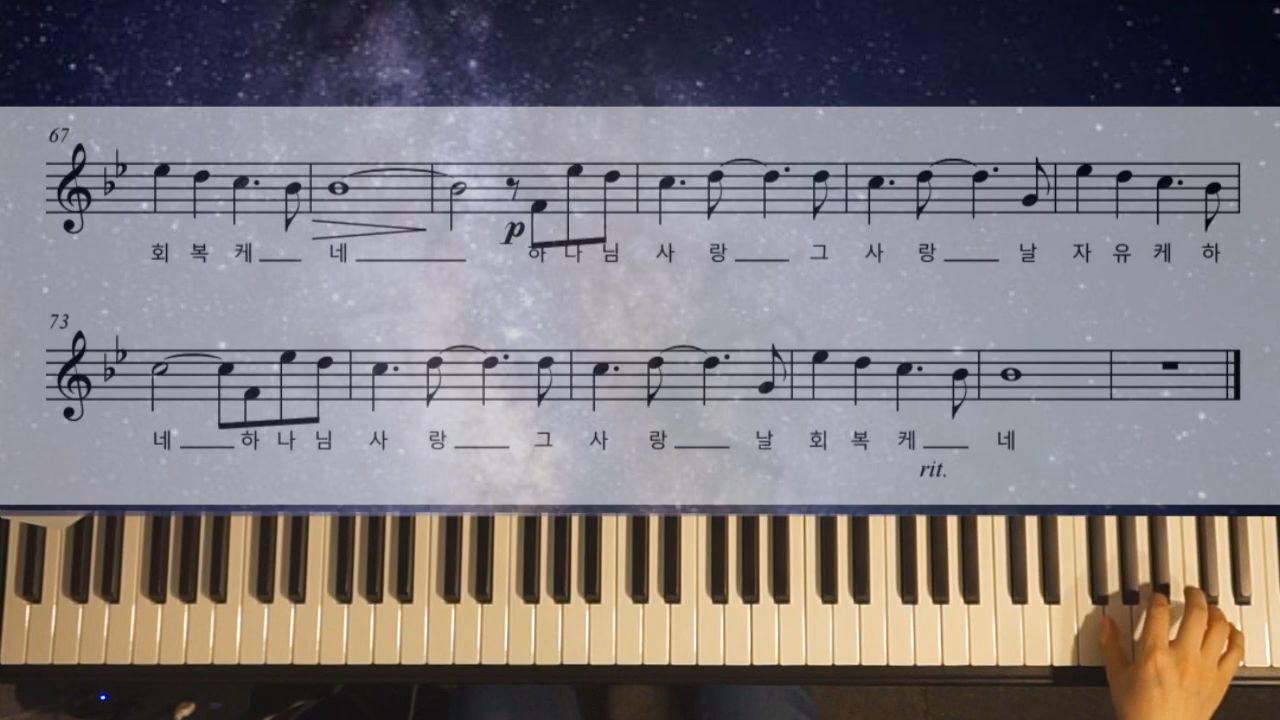 67
p
회 복 케 네 하 나 님 사 랑 그 사 랑 날 자 유 케 하
73
네 하 나 님 사 랑 그 사 랑 날 회 복 케 네
rit.